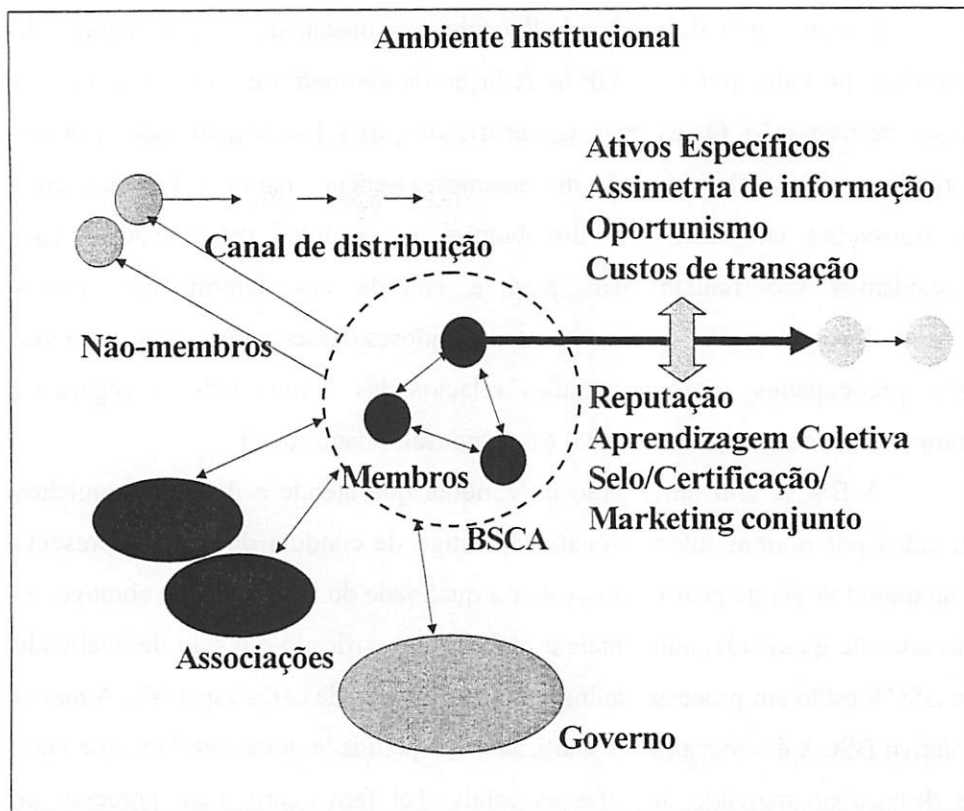 Ambiente Institucional
Ativos Específicos
Assimetria de informação
Oportunismo
Custos de transação
Canal de distribuição
Não-membros
Reputação
Aprendizagem Coletiva
Selo/Certificação/
Marketing conjunto
Membros
BSCA
Associações
Governo